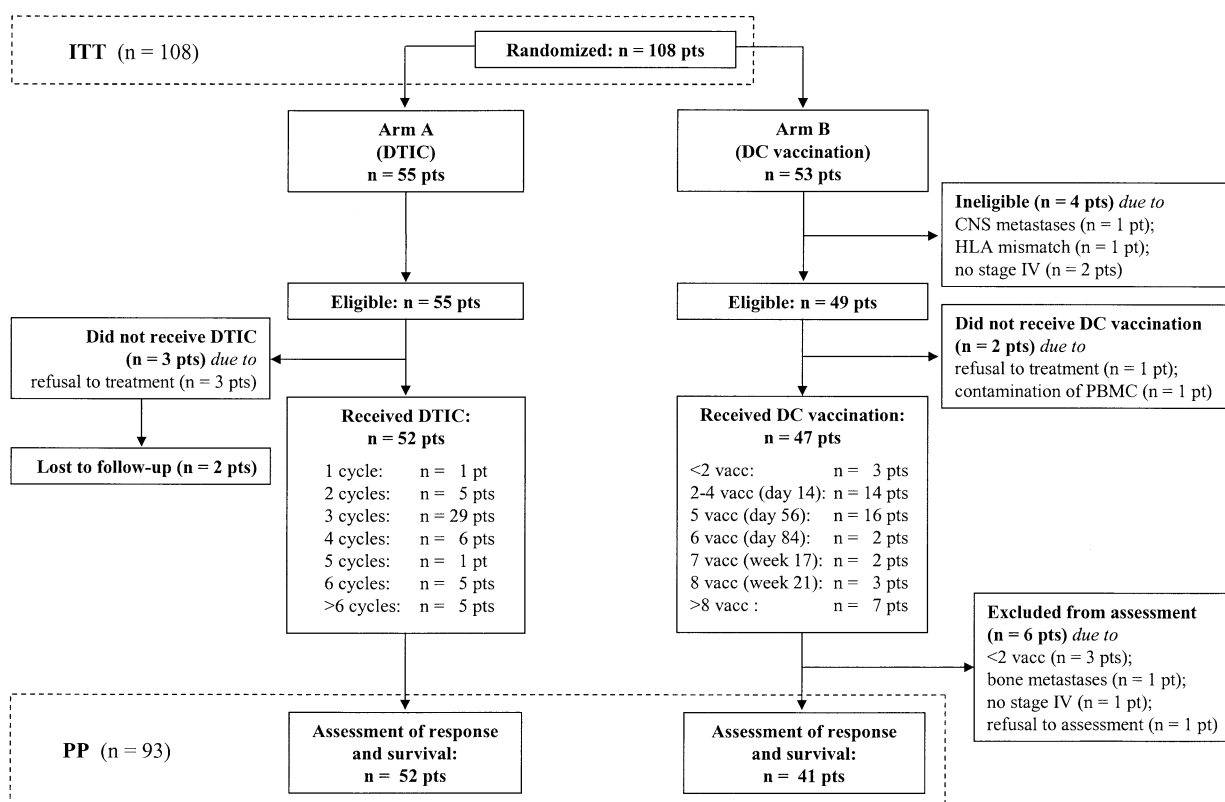 ITT (n = 108)
Randomized: n = 108 pts
Arm A
(DTIC)
n = 55 pts
Arm B
(DC vaccination)
n = 53 pts
Ineligible (n = 4 pts) due to
CNS metastases (n = 1 pt);
HLA mismatch (n = 1 pt);
no stage IV (n = 2 pts)
Eligible: n = 55 pts
Eligible: n = 49 pts
Did not receive DTIC
(n = 3 pts) due to
refusal to treatment (n = 3 pts)
Did not receive DC vaccination
(n = 2 pts) due to
refusal to treatment (n = 1 pt);
contamination of PBMC (n = 1 pt)
Lost to follow-up (n = 2 pts)
Received DTIC:
n = 52 pts
1 cycle: n = 1 pt
2 cycles: n = 5 pts
3 cycles: n = 29 pts
4 cycles: n = 6 pts
5 cycles: n = 1 pt
6 cycles: n = 5 pts
>6 cycles: n = 5 pts
Received DC vaccination:
n = 47 pts
<2 vacc: n = 3 pts
2-4 vacc (day 14): n = 14 pts
5 vacc (day 56): n = 16 pts
6 vacc (day 84): n = 2 pts
7 vacc (week 17): n = 2 pts
8 vacc (week 21): n = 3 pts
>8 vacc : n = 7 pts
Excluded from assessment
(n = 6 pts) due to
<2 vacc (n = 3 pts);
bone metastases (n = 1 pt);
no stage IV (n = 1 pt);
refusal to assessment (n = 1 pt)
PP (n = 93)
Assessment of response
and survival:
n = 52 pts
Assessment of response
and survival:
n = 41 pts